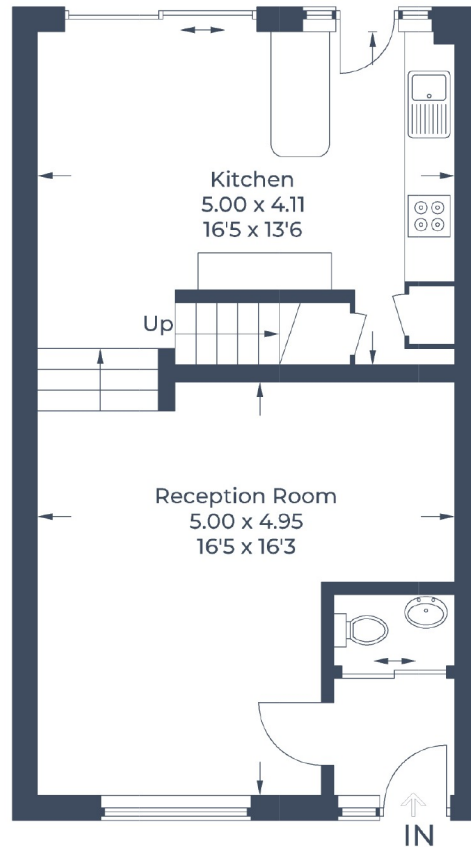 Kitchen
5.00 x 4.11
16'5 x 13'6
Up
Reception Room
5.00 x 4.95
16'5 x 16'3
IN